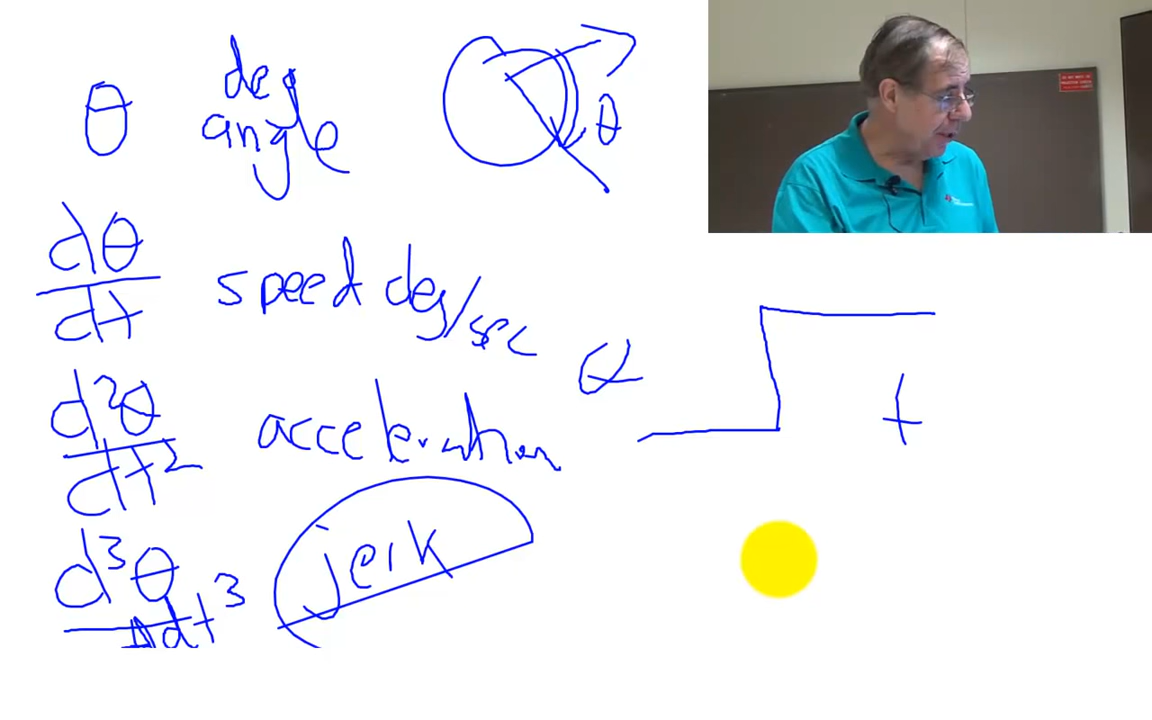 θ deg angle θ
dθ/dt speed deg/sec
θ t
d²θ/dt² acceleration
d³θ/dt³ jerk